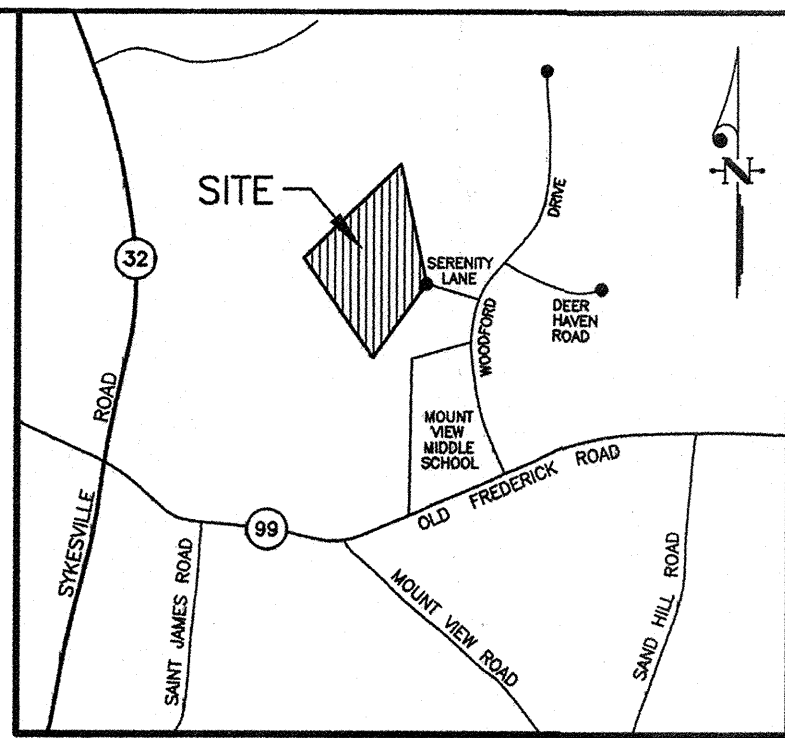 SITE
N
32
SERENITY
LANE
DRIVE
WOODFORD
DEER
HAVEN
ROAD
MOUNT
VIEW
MIDDLE
SCHOOL
SYKESVILLE ROAD
99
OLD FREDERICK ROAD
SAINT JAMES ROAD
MOUNT VIEW ROAD
SAND HILL ROAD